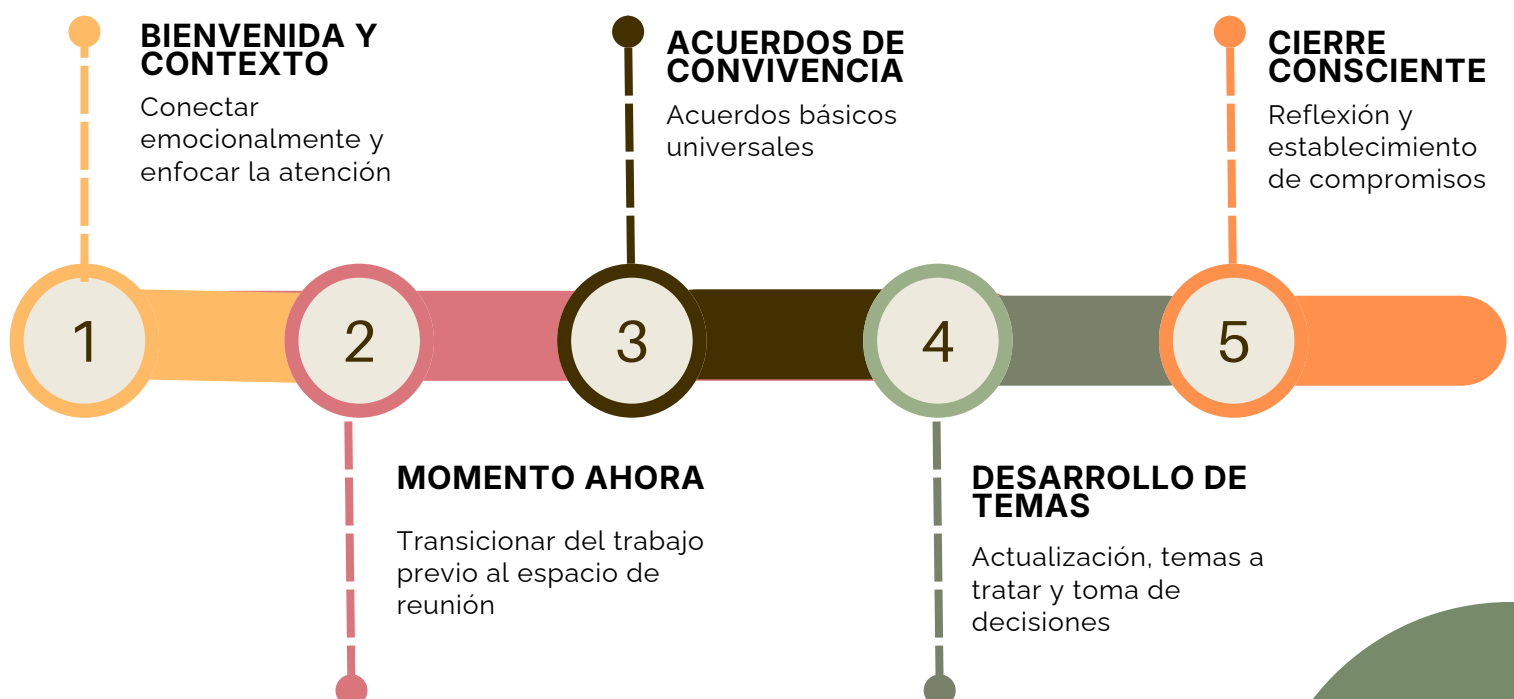 BIENVENIDA Y
CONTEXTO
Conectar
emocionalmente y
enfocar la atención
ACUERDOS DE
CONVIVENCIA
Acuerdos básicos
universales
CIERRE
CONSCIENTE
Reflexión y
establecimiento
de compromisos
1
2
3
4
5
MOMENTO AHORA
Transicionar del trabajo
previo al espacio de
reunión
DESARROLLO DE
TEMAS
Actualización, temas a
tratar y toma de
decisiones